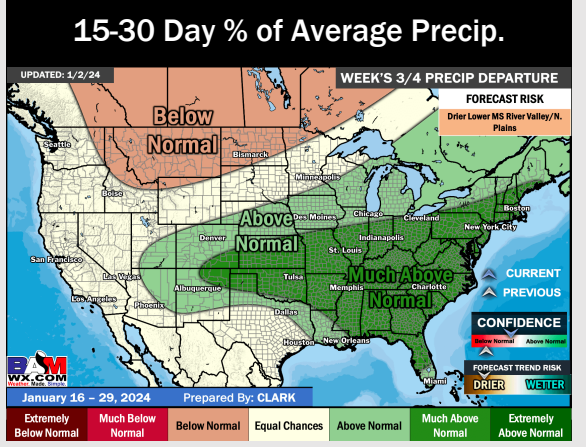 15-30 Day % of Average Precip.
UPDATED: 1/2/24
WEEK'S 3/4 PRECIP DEPARTURE
FORECAST RISK
Drier Lower MS River Valley/N.
Plains
Below
Normal
Seattle
Bismarck
Minneapolis
Boise
Boston
Above
Normal
Des Moines
Chicago
Cleveland
New York City
Denver
Indianapolis
San Francisco
St. Louis
Las Vegas
Much Above
Normal
Tulsa
Memphis
Charlotte
Albuquerque
Los Angeles
Phoenix
Dallas
Houston
New Orleans
Miami
CURRENT
PREVIOUS
CONFIDENCE
Below Normal
Above Normal
FORECAST TREND RISK
DRIER
WETTER
BAM
WX.COM
Weather. Made. Simple.
January 16 – 29, 2024
Prepared By: CLARK
Extremely
Below Normal
Much Below
Normal
Below Normal
Equal Chances
Above Normal
Much Above
Normal
Extremely
Above Normal